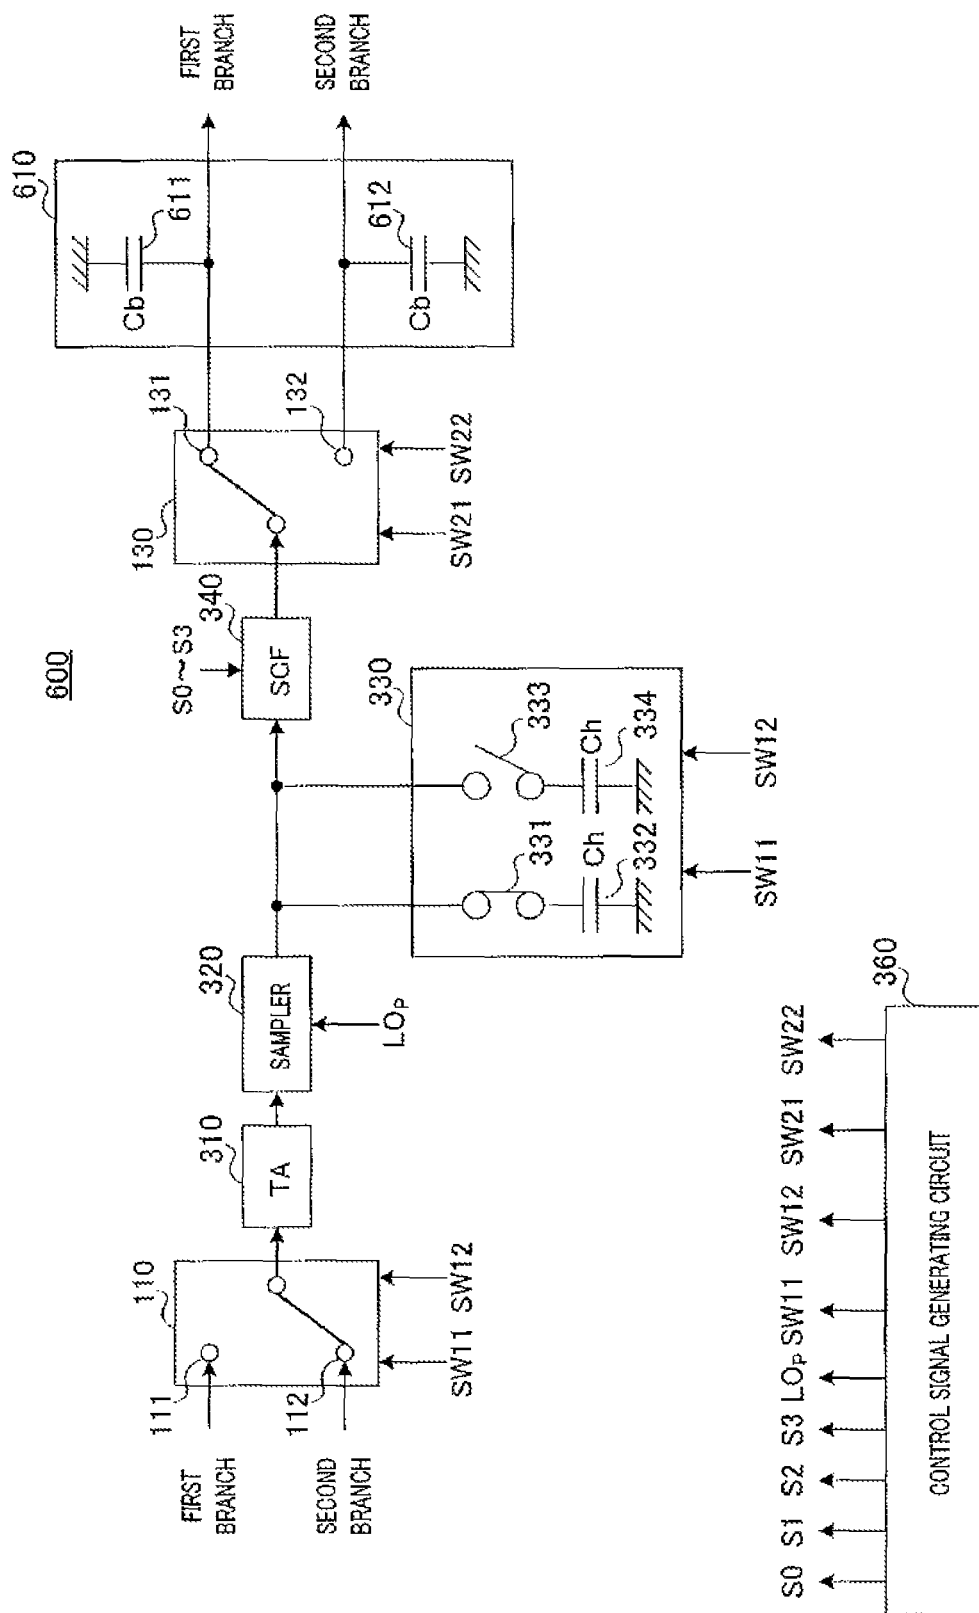 600
FIRST
BRANCH
SECOND
BRANCH
111
112
110
SW11
SW12
310
TA
320
SAMPLER
LOP
S0~S3
340
SCF
330
331
332
Ch
333
334
Ch
SW11
SW12
130
131
132
SW21
SW22
610
Cb
611
Cb
612
FIRST
BRANCH
SECOND
BRANCH
S0
S1
S2
S3
LOP
SW11
SW12
SW21
SW22
360
CONTROL SIGNAL GENERATING CIRCUIT